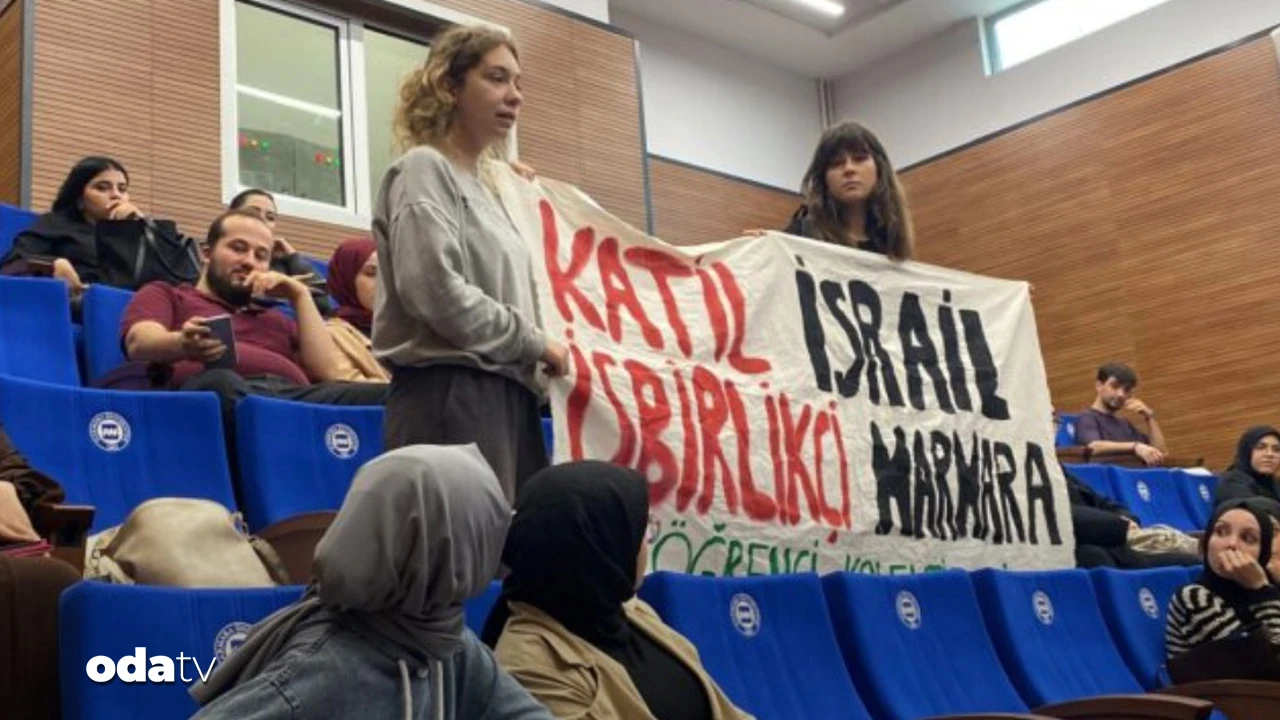 KATİL İSRAİL
İŞBİRLİKÇİ MARMARA
ÖĞRENCİ
odatv